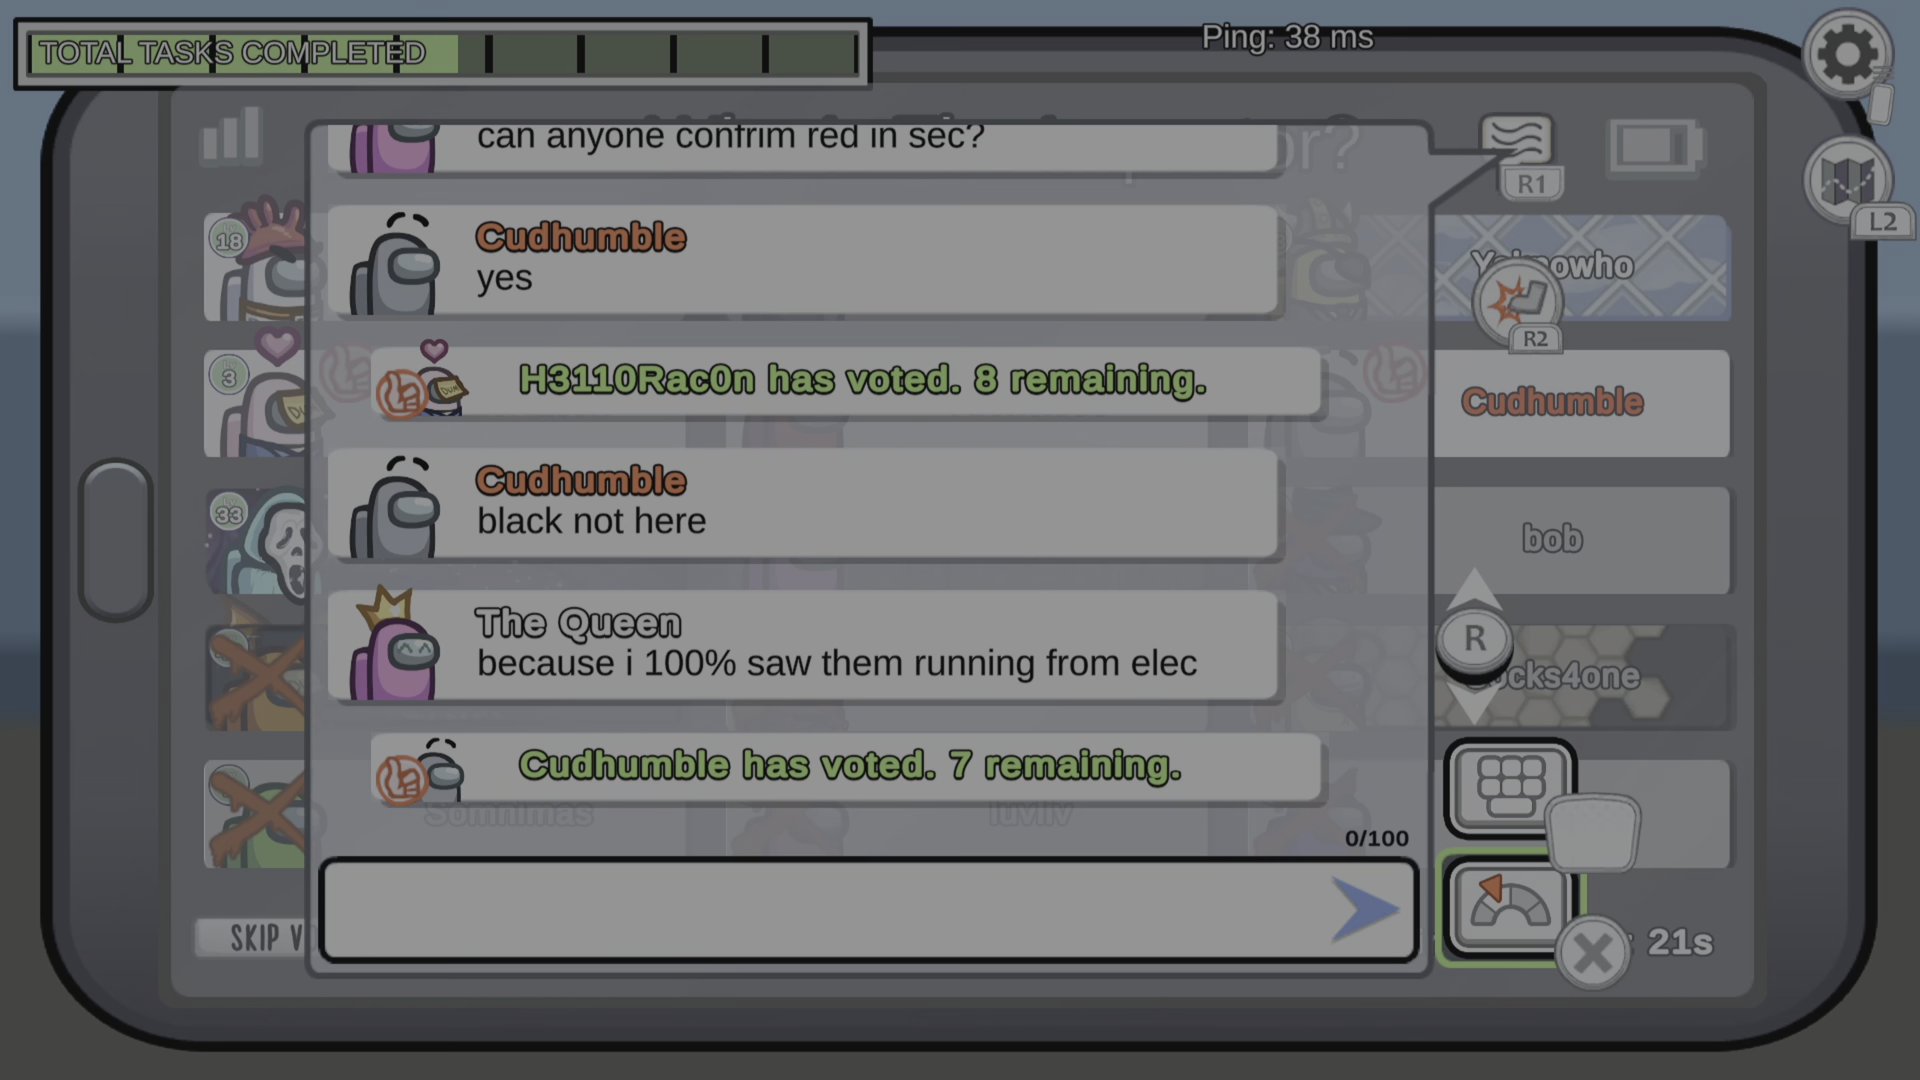 TOTAL TASKS COMPLETED
Ping: 38 ms
can anyone confrim red in sec?
R1
L2
18
Cudhumble
yes
R2
3
H3110Rac0n has voted. 8 remaining.
Cudhumble
Cudhumble
black not here
33
bob
The Queen
because i 100% saw them running from elec
R
Cudhumble has voted. 7 remaining.
Somnimas
luvliv
0/100
SKIP V
21s